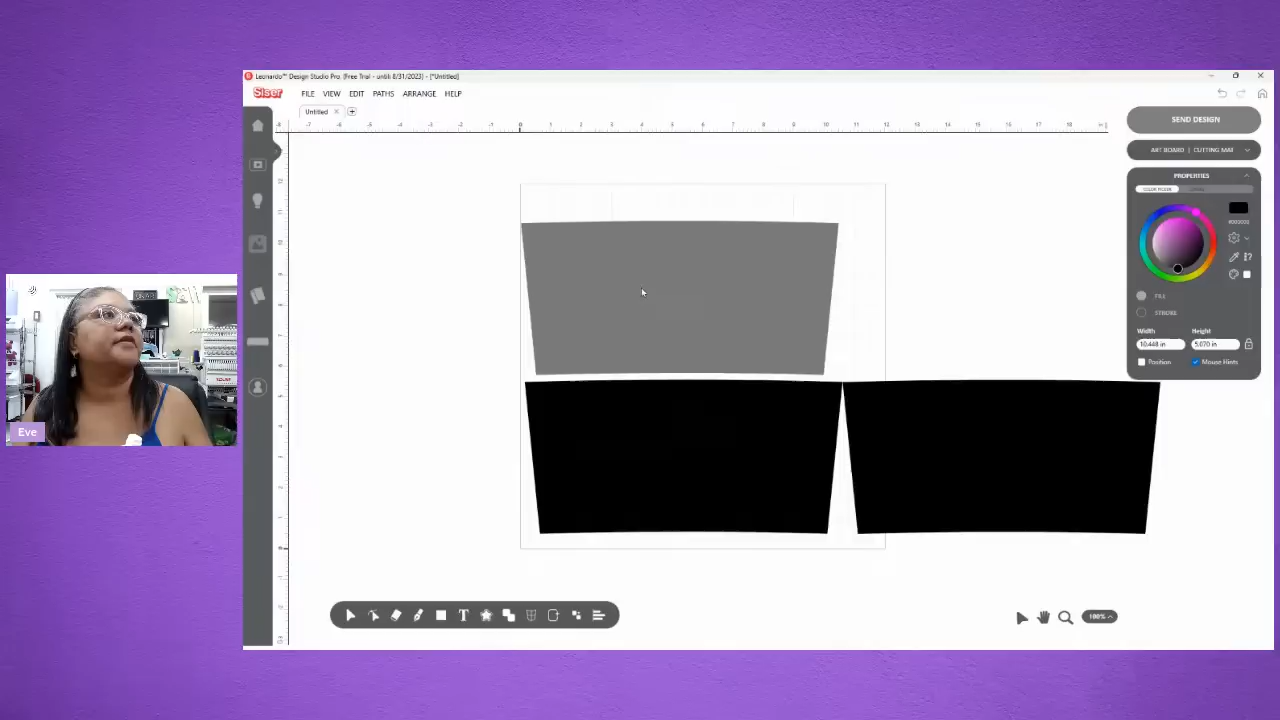 Leonardo™ Design Studio Pro (Free Trial - until 8/31/2023) - [*Untitled]
Siser
FILE VIEW EDIT PATHS ARRANGE HELP
Untitled
SEND DESIGN
ART BOARD | CUTTING MAT
PROPERTIES
COLOR PICKER
#000000
FILL
STROKE
Width Height
10.448 in 5.070 in
Position Mouse Hints
Eve
100%